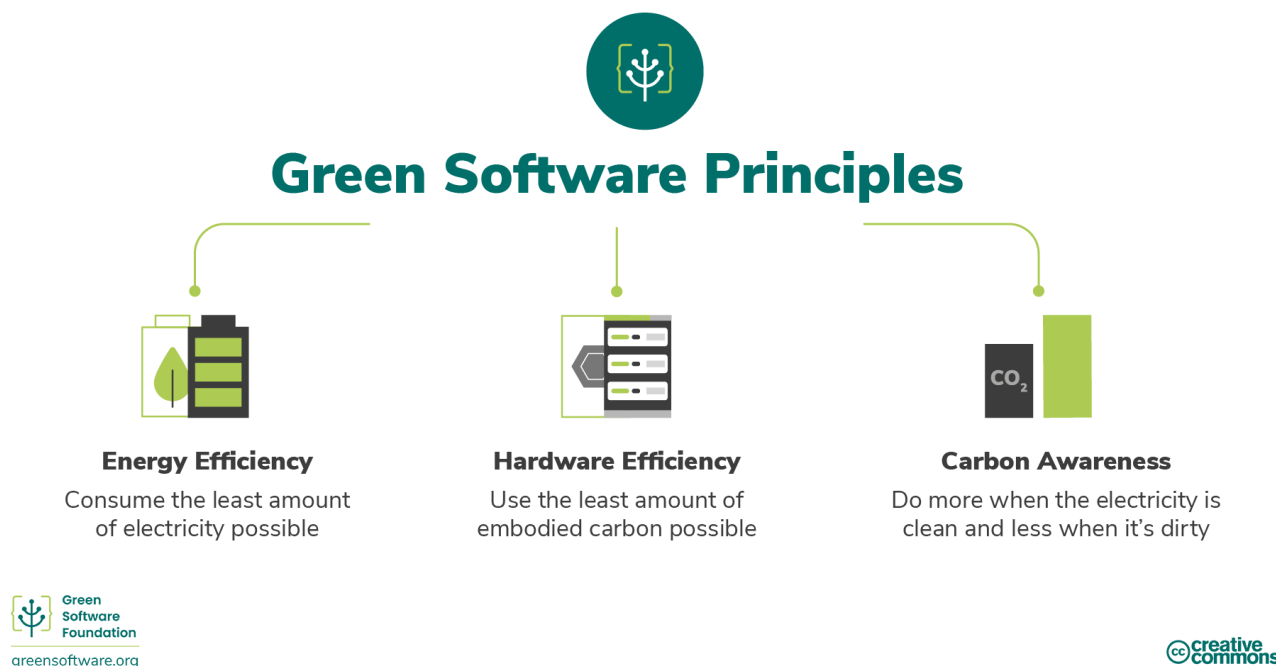 Green Software Principles
CO2
Energy Efficiency
Consume the least amount
of electricity possible
Hardware Efficiency
Use the least amount of
embodied carbon possible
Carbon Awareness
Do more when the electricity is
clean and less when it’s dirty
Green
Software
Foundation
greensoftware.org
cc creative
commons